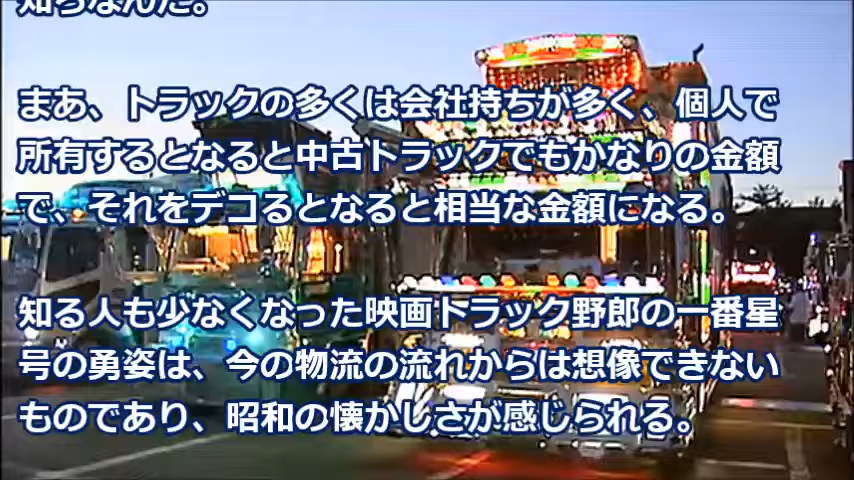 知らなんだ。
まあ、トラックの多くは会社持ちが多く、個人で
所有するとなると中古トラックでもかなりの金額
で、それをデコるとなると相当な金額になる。
知る人も少なくなった映画トラック野郎の一番星
号の勇姿は、今の物流の流れからは想像できない
ものであり、昭和の懐かしさが感じられる。